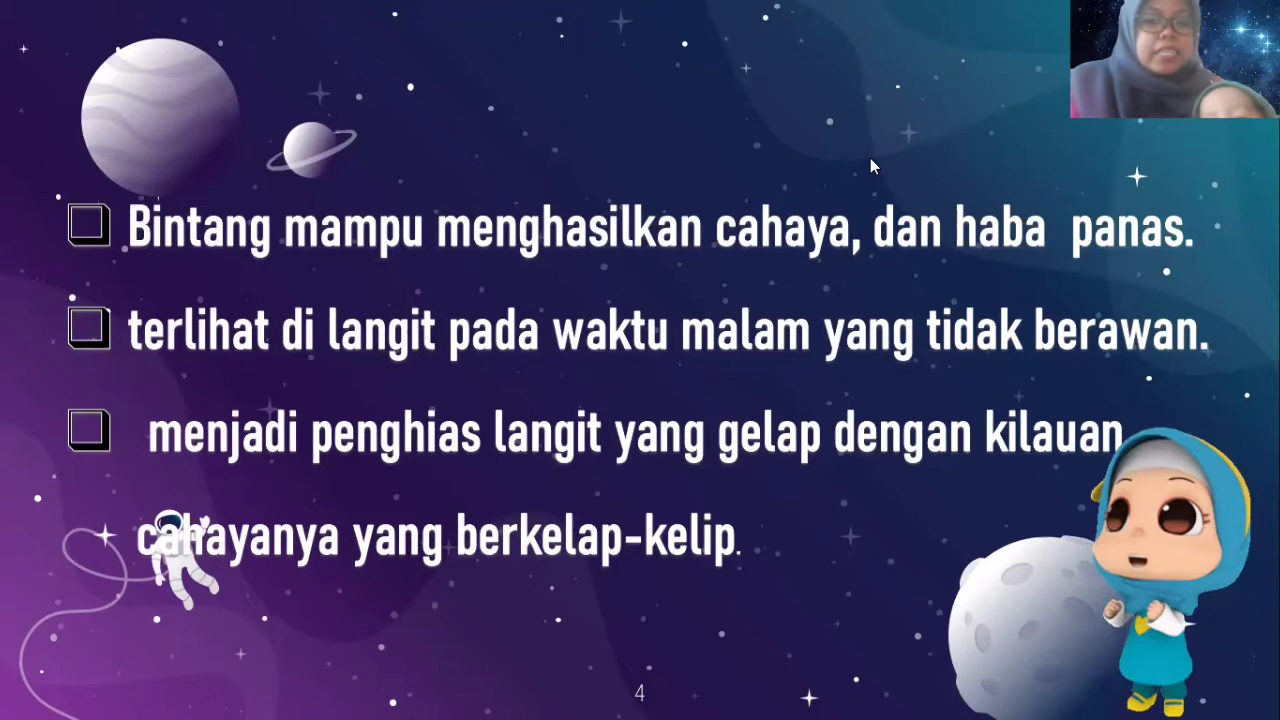 Bintang mampu menghasilkan cahaya, dan haba panas.
terlihat di langit pada waktu malam yang tidak berawan.
menjadi penghias langit yang gelap dengan kilauan
cahayanya yang berkelap-kelip.
4